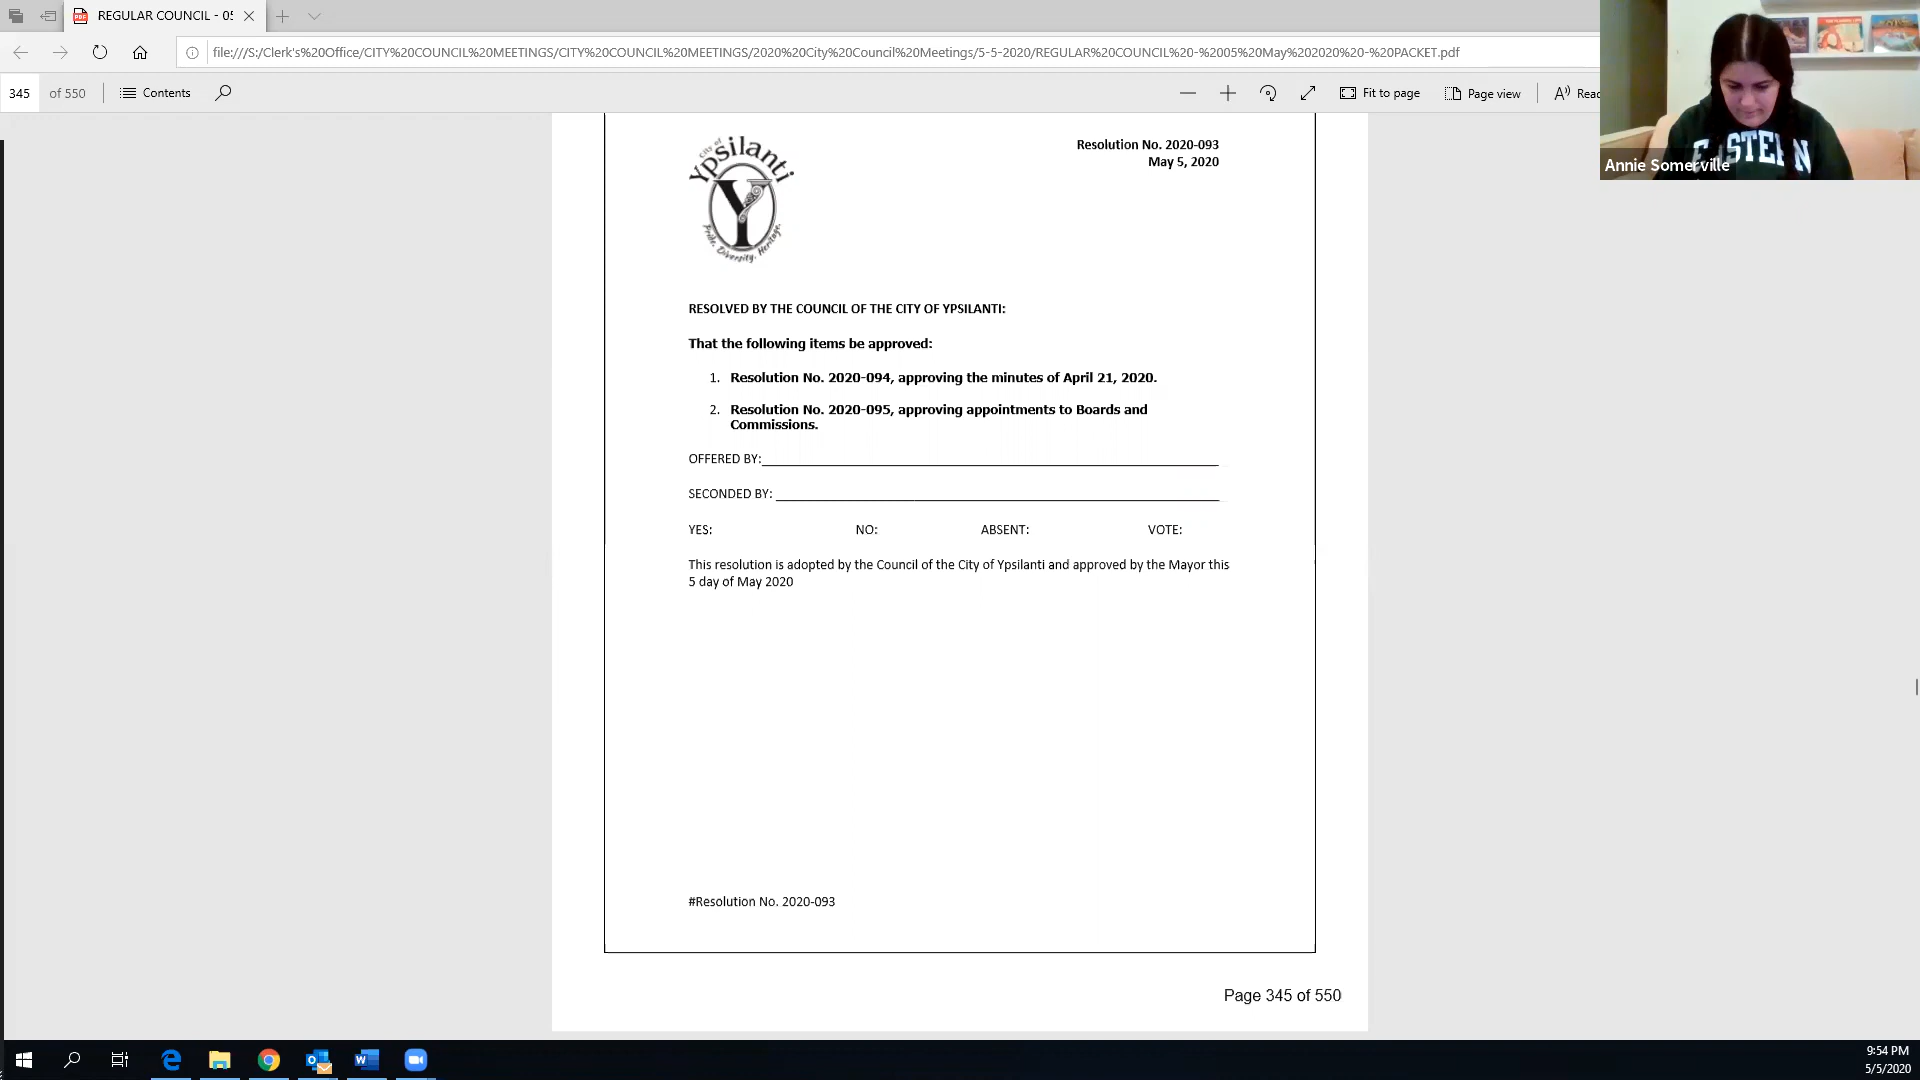 REGULAR COUNCIL - 05
file:///S:/Clerk's%20Office/CITY%20COUNCIL%20MEETINGS/CITY%20COUNCIL%20MEETINGS/2020%20City%20Council%20Meetings/5-5-2020/REGULAR%20COUNCIL%20-%2005%20May%202020%20-%20PACKET.pdf
345 of 550 Contents Fit to page Page view Read
EASTERN
Annie Somerville
City of
Ypsilanti
Y
Pride. Diversity. Heritage.
Resolution No. 2020-093
May 5, 2020
RESOLVED BY THE COUNCIL OF THE CITY OF YPSILANTI:
That the following items be approved:
1. Resolution No. 2020-094, approving the minutes of April 21, 2020.
2. Resolution No. 2020-095, approving appointments to Boards and
Commissions.
OFFERED BY:
SECONDED BY:
YES: NO: ABSENT: VOTE:
This resolution is adopted by the Council of the City of Ypsilanti and approved by the Mayor this
5 day of May 2020
#Resolution No. 2020-093
Page 345 of 550
9:54 PM
5/5/2020